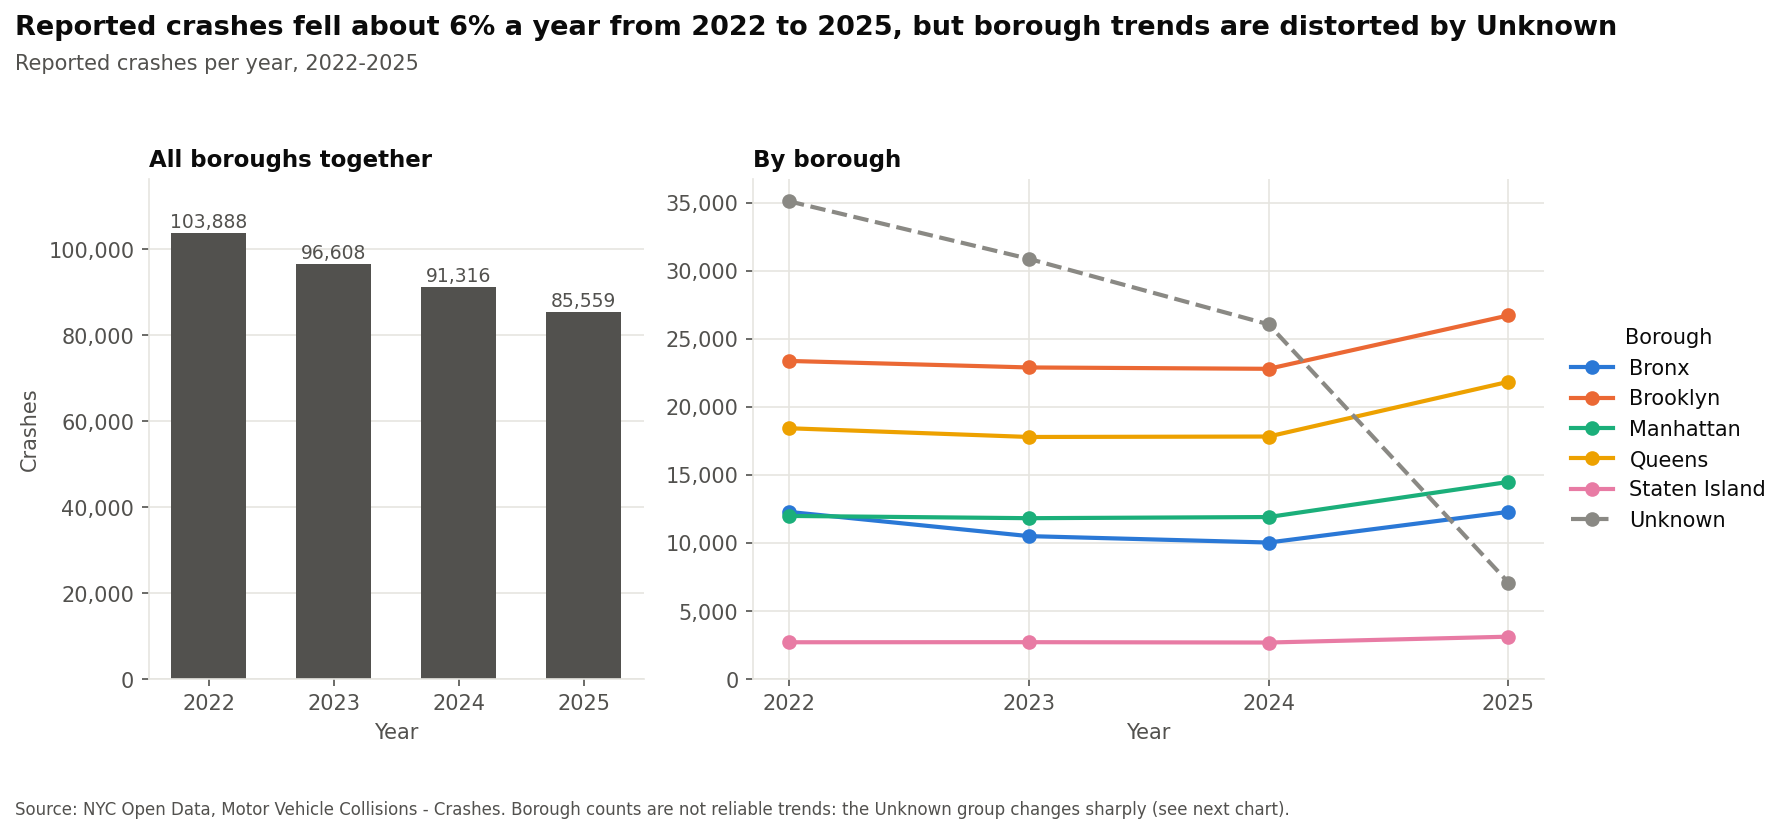 Reported crashes fell about 6% a year from 2022 to 2025, but borough trends are distorted by Unknown
Reported crashes per year, 2022-2025
All boroughs together
103,888
96,608
91,316
85,559
100,000
80,000
60,000
40,000
20,000
0
Crashes
2022 2023 2024 2025
Year
By borough
35,000
30,000
25,000
20,000
15,000
10,000
5,000
0
2022 2023 2024 2025
Year
Borough
Bronx
Brooklyn
Manhattan
Queens
Staten Island
Unknown
Source: NYC Open Data, Motor Vehicle Collisions - Crashes. Borough counts are not reliable trends: the Unknown group changes sharply (see next chart).